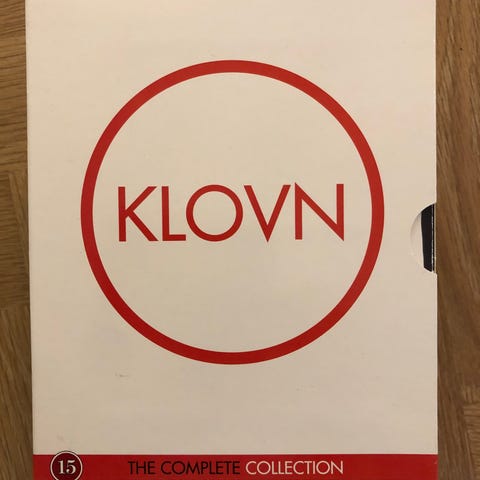 KLOVN
15 THE COMPLETE COLLECTION